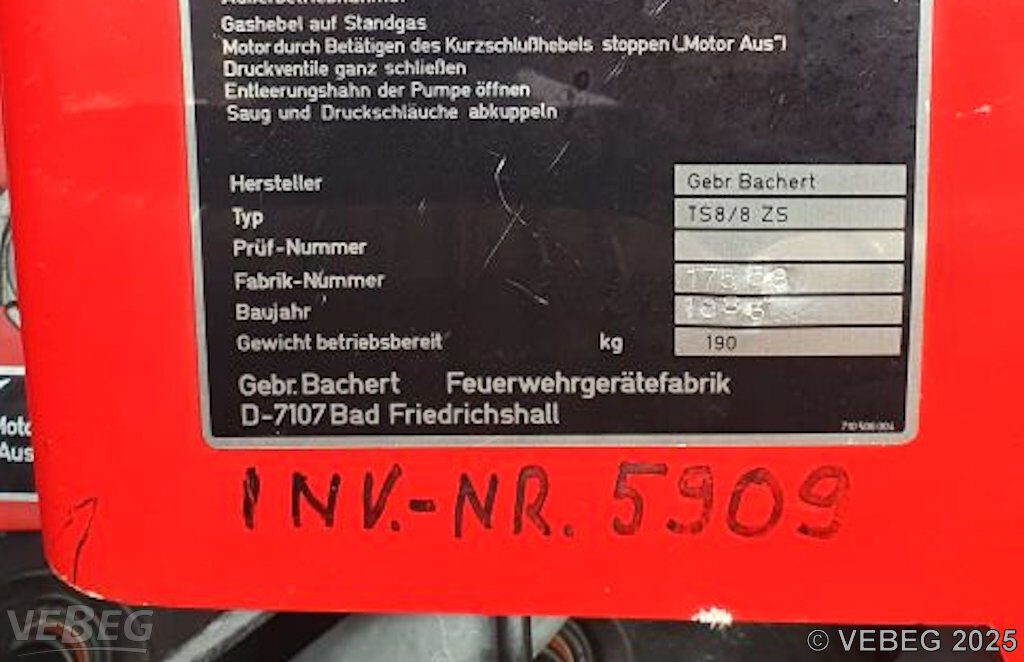 Gashebel auf Standgas
Motor durch Betätigen des Kurzschlußhebels stoppen („Motor Aus")
Druckventile ganz schließen
Entleerungshahn der Pumpe öffnen
Saug und Druckschläuche abkuppeln
Hersteller Gebr. Bachert
Typ TS8/8 ZS
Prüf-Nummer
Fabrik-Nummer
Baujahr
Gewicht betriebsbereit kg 190
Gebr. Bachert Feuerwehrgerätefabrik
D-7107 Bad Friedrichshall
Aus
INV.-NR. 5909
VEBEG
© VEBEG 2025